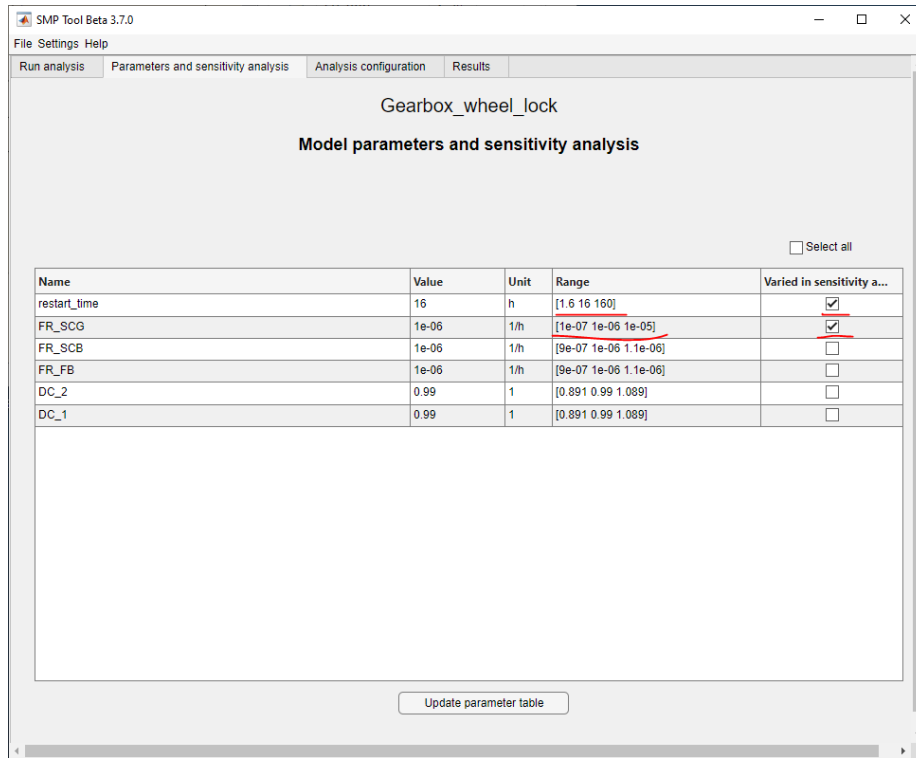 SMP Tool Beta 3.7.0
File Settings Help
Run analysis Parameters and sensitivity analysis Analysis configuration Results
Gearbox_wheel_lock
Model parameters and sensitivity analysis
Select all
Name Value Unit Range Varied in sensitivity a...
restart_time 16 h [1.6 16 160]
FR_SCG 1e-06 1/h [1e-07 1e-06 1e-05]
FR_SCB 1e-06 1/h [9e-07 1e-06 1.1e-06]
FR_FB 1e-06 1/h [9e-07 1e-06 1.1e-06]
DC_2 0.99 1 [0.891 0.99 1.089]
DC_1 0.99 1 [0.891 0.99 1.089]
Update parameter table